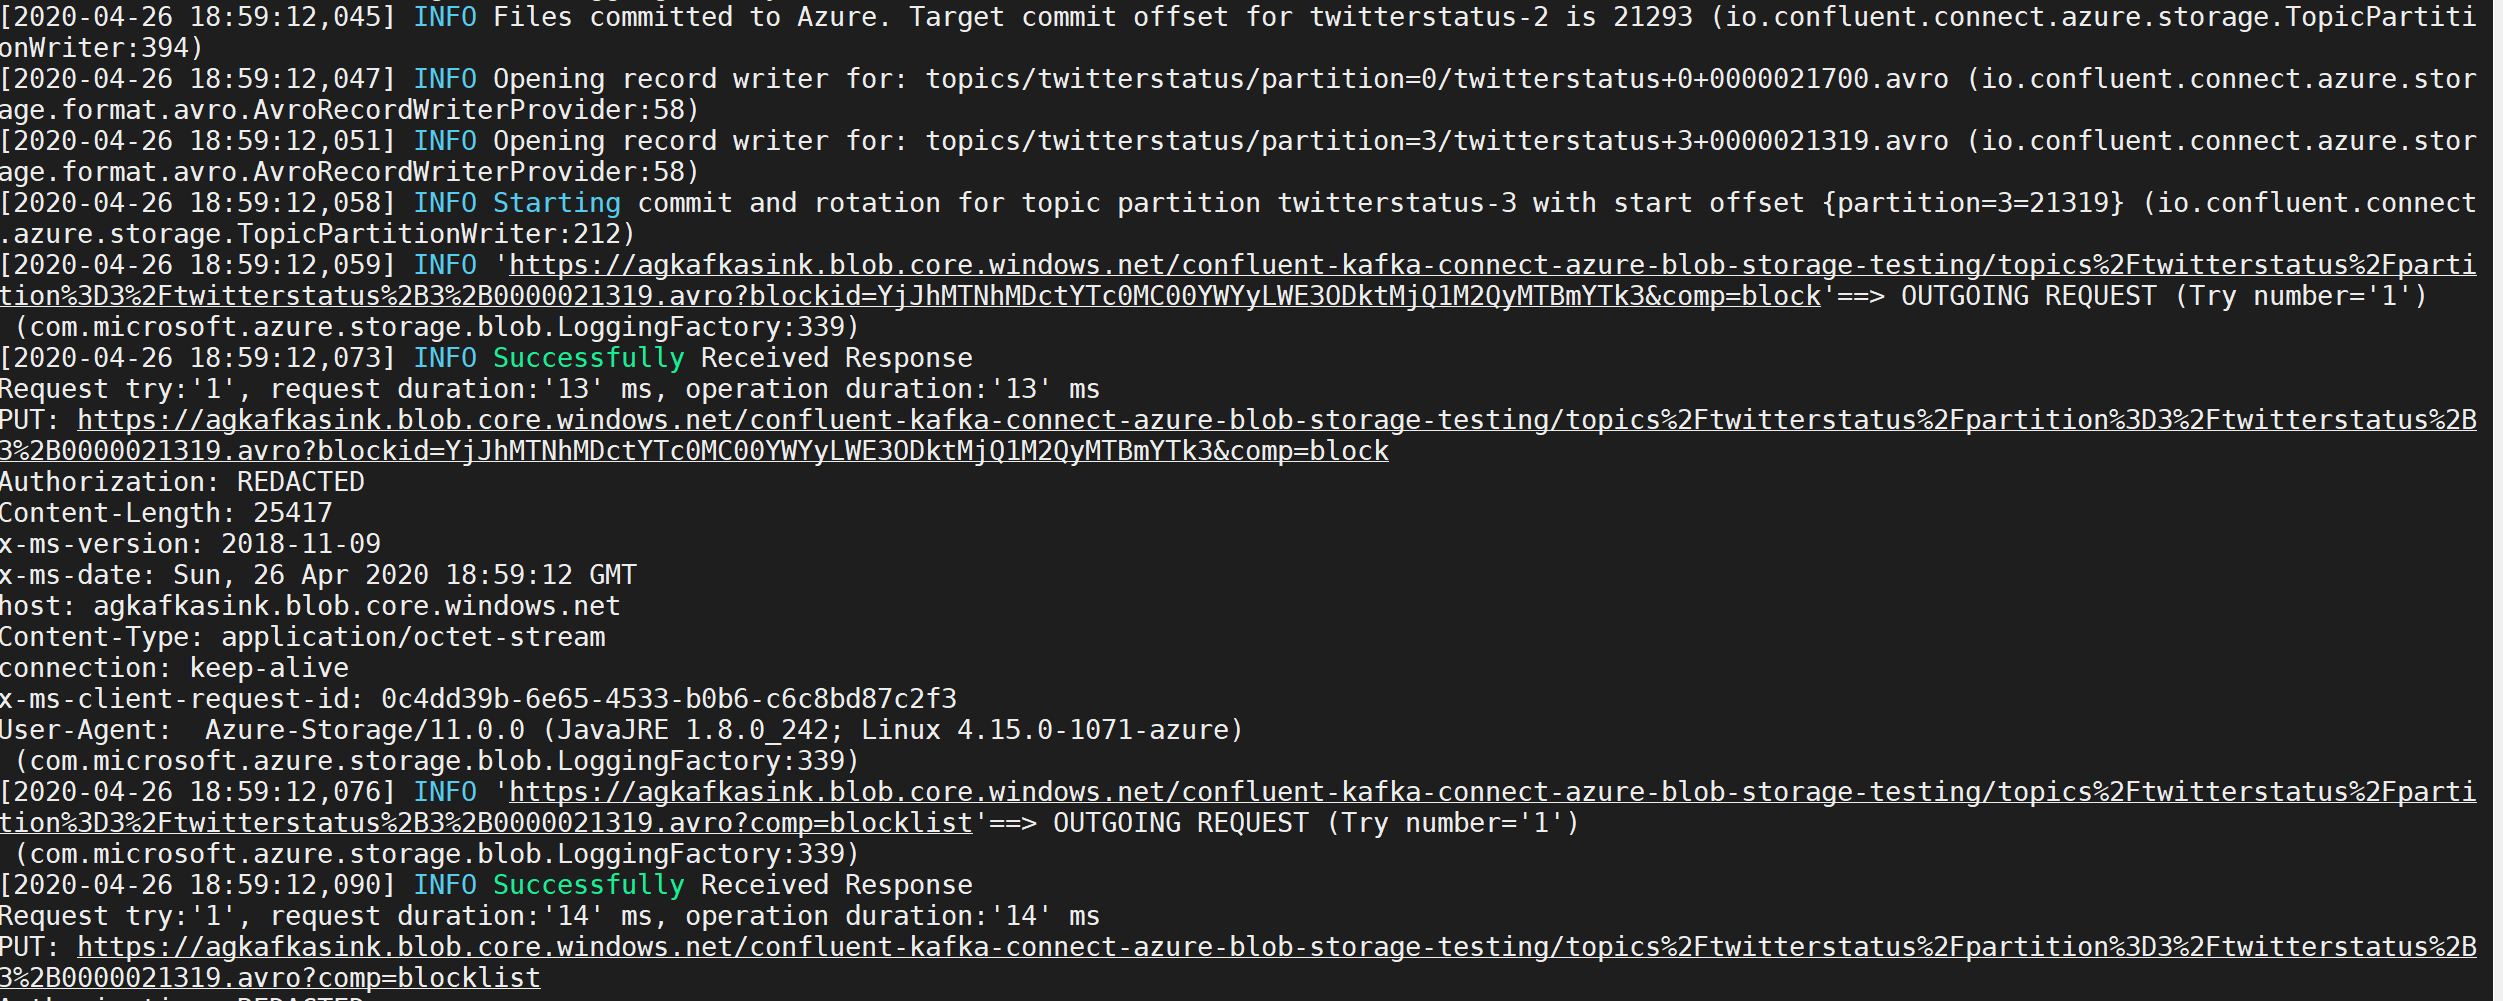 [2020-04-26 18:59:12,045] INFO Files committed to Azure. Target commit offset for twitterstatus-2 is 21293 (io.confluent.connect.azure.storage.TopicPartiti
onWriter:394)
[2020-04-26 18:59:12,047] INFO Opening record writer for: topics/twitterstatus/partition=0/twitterstatus+0+0000021700.avro (io.confluent.connect.azure.stor
age.format.avro.AvroRecordWriterProvider:58)
[2020-04-26 18:59:12,051] INFO Opening record writer for: topics/twitterstatus/partition=3/twitterstatus+3+0000021319.avro (io.confluent.connect.azure.stor
age.format.avro.AvroRecordWriterProvider:58)
[2020-04-26 18:59:12,058] INFO Starting commit and rotation for topic partition twitterstatus-3 with start offset {partition=3=21319} (io.confluent.connect
.azure.storage.TopicPartitionWriter:212)
[2020-04-26 18:59:12,059] INFO 'https://agkafkasink.blob.core.windows.net/confluent-kafka-connect-azure-blob-storage-testing/topics%2Ftwitterstatus%2Fparti
tion%3D3%2Ftwitterstatus%2B3%2B0000021319.avro?blockid=YjJhMTNhMDctYTc0MC00YWYyLWE3ODktMjQ1M2QyMTBmYTk3&comp=block'==> OUTGOING REQUEST (Try number='1')
(com.microsoft.azure.storage.blob.LoggingFactory:339)
[2020-04-26 18:59:12,073] INFO Successfully Received Response
Request try:'1', request duration:'13' ms, operation duration:'13' ms
PUT: https://agkafkasink.blob.core.windows.net/confluent-kafka-connect-azure-blob-storage-testing/topics%2Ftwitterstatus%2Fpartition%3D3%2Ftwitterstatus%2B
3%2B0000021319.avro?blockid=YjJhMTNhMDctYTc0MC00YWYyLWE3ODktMjQ1M2QyMTBmYTk3&comp=block
Authorization: REDACTED
Content-Length: 25417
x-ms-version: 2018-11-09
x-ms-date: Sun, 26 Apr 2020 18:59:12 GMT
host: agkafkasink.blob.core.windows.net
Content-Type: application/octet-stream
connection: keep-alive
x-ms-client-request-id: 0c4dd39b-6e65-4533-b0b6-c6c8bd87c2f3
User-Agent:  Azure-Storage/11.0.0 (JavaJRE 1.8.0_242; Linux 4.15.0-1071-azure)
(com.microsoft.azure.storage.blob.LoggingFactory:339)
[2020-04-26 18:59:12,076] INFO 'https://agkafkasink.blob.core.windows.net/confluent-kafka-connect-azure-blob-storage-testing/topics%2Ftwitterstatus%2Fparti
tion%3D3%2Ftwitterstatus%2B3%2B0000021319.avro?comp=blocklist'==> OUTGOING REQUEST (Try number='1')
(com.microsoft.azure.storage.blob.LoggingFactory:339)
[2020-04-26 18:59:12,090] INFO Successfully Received Response
Request try:'1', request duration:'14' ms, operation duration:'14' ms
PUT: https://agkafkasink.blob.core.windows.net/confluent-kafka-connect-azure-blob-storage-testing/topics%2Ftwitterstatus%2Fpartition%3D3%2Ftwitterstatus%2B
3%2B0000021319.avro?comp=blocklist